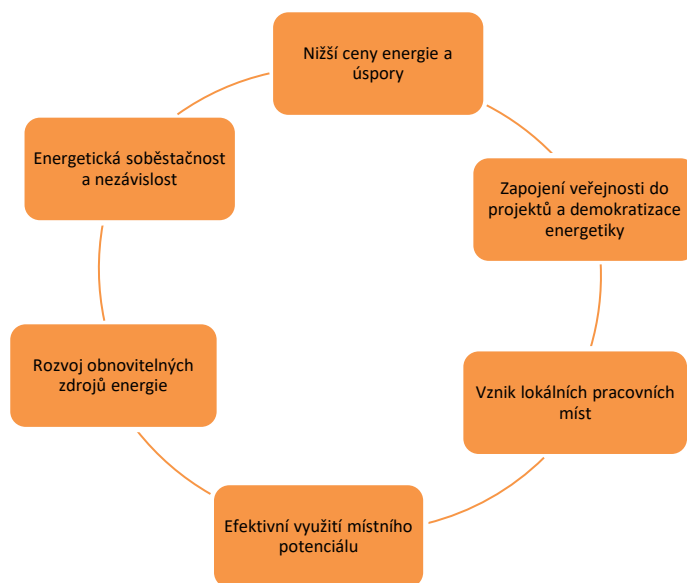 Nižší ceny energie a
úspory
Zapojení veřejnosti do
projektů a demokratizace
energetiky
Vznik lokálních pracovních
míst
Efektivní využití místního
potenciálu
Rozvoj obnovitelných
zdrojů energie
Energetická soběstačnost
a nezávislost